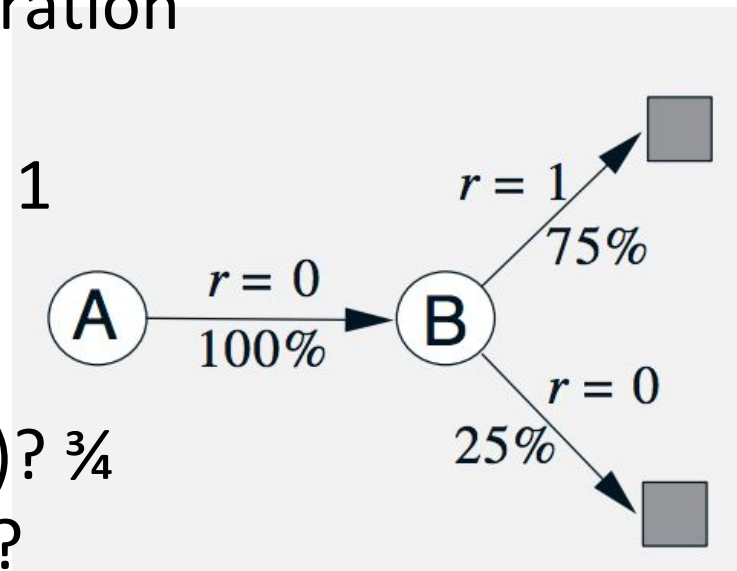 ration
1
r = 1
75%
r = 0
A
B
100%
r = 0
)? ¾
25%
?